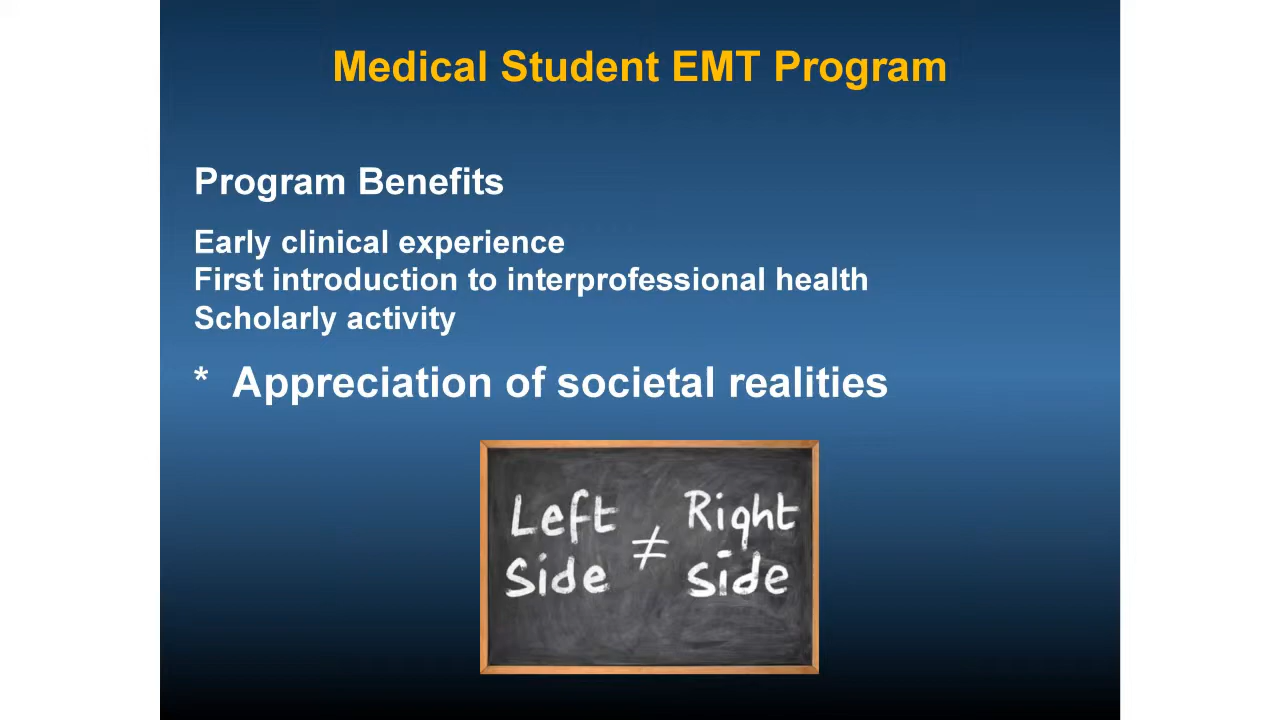 Medical Student EMT Program
Program Benefits
Early clinical experience
First introduction to interprofessional health
Scholarly activity
* Appreciation of societal realities
Left Side ≠ Right Side